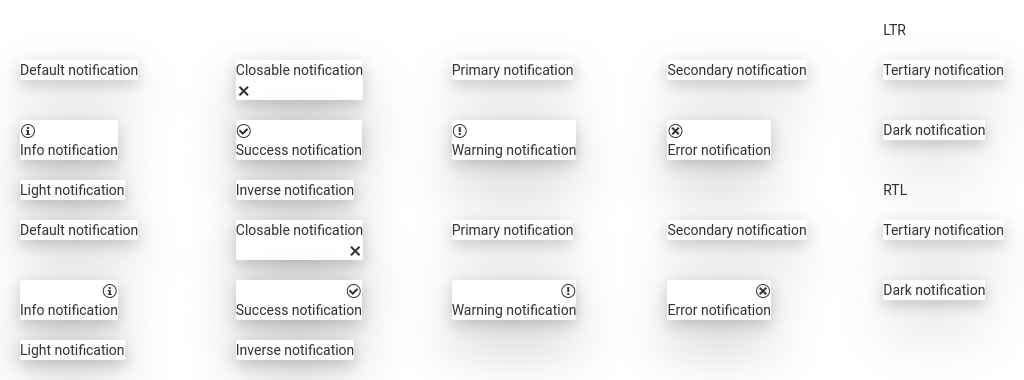 LTR
Default notification
Closable notification
Primary notification
Secondary notification
Tertiary notification
Info notification
Success notification
Warning notification
Error notification
Dark notification
Light notification
Inverse notification
RTL
Default notification
Closable notification
Primary notification
Secondary notification
Tertiary notification
Info notification
Success notification
Warning notification
Error notification
Dark notification
Light notification
Inverse notification